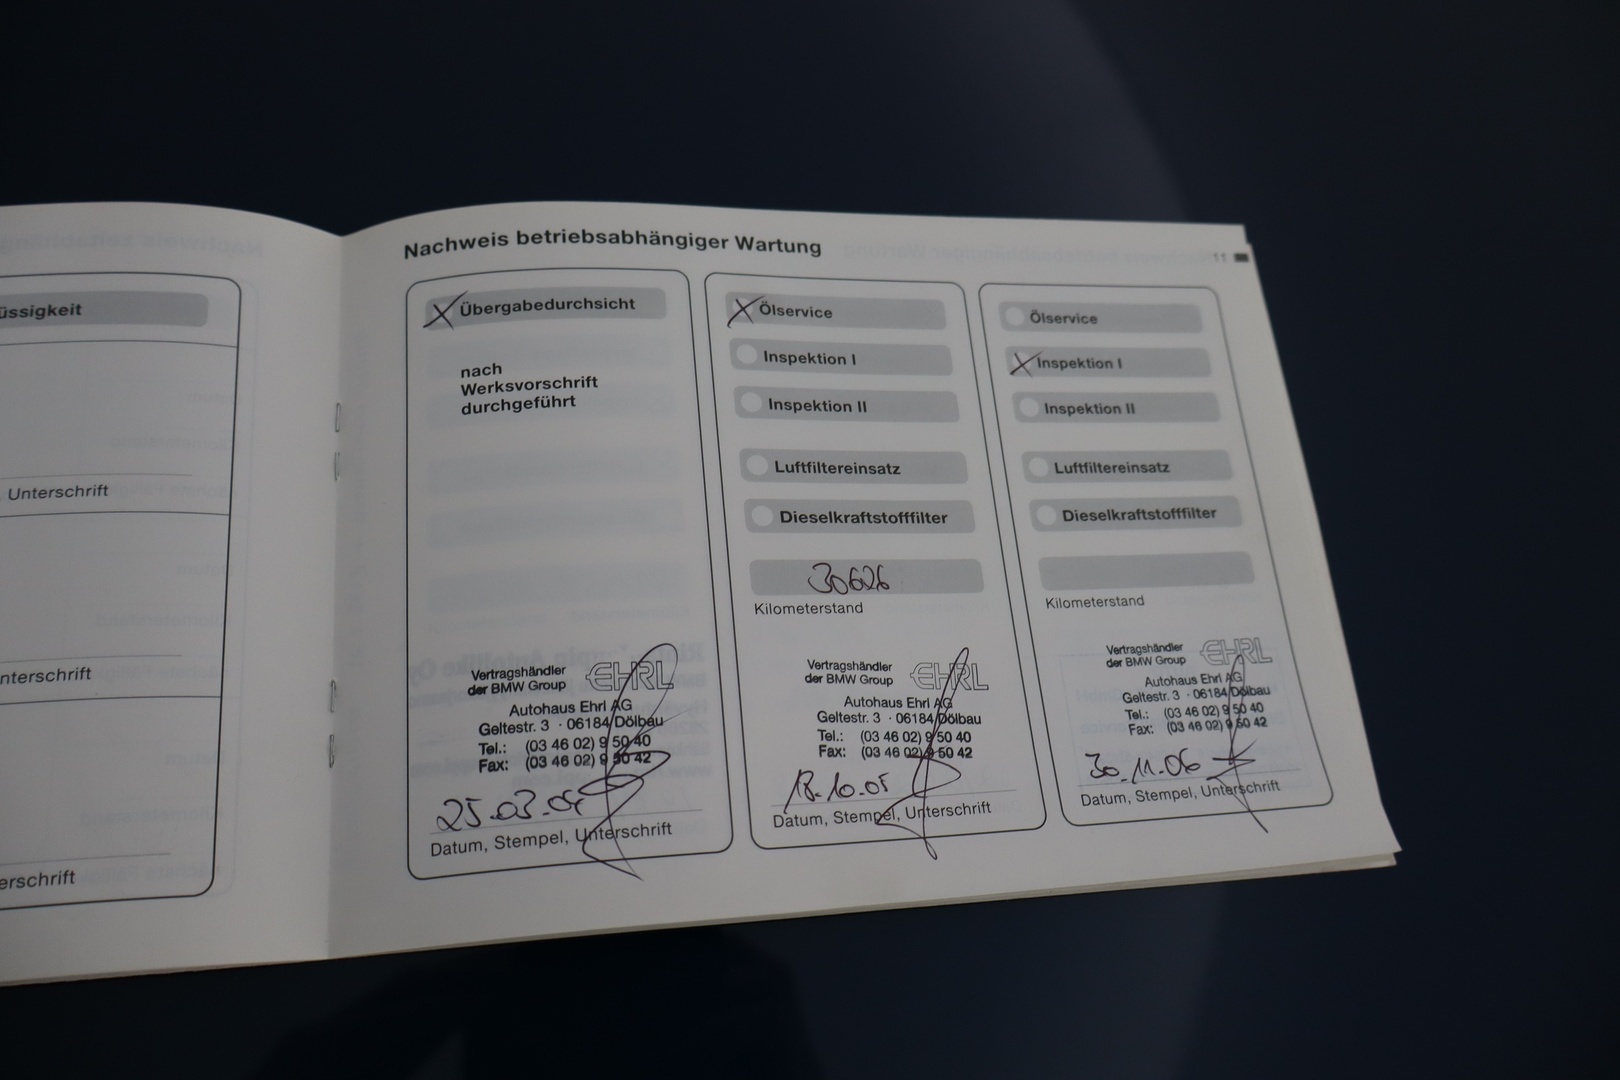 üssigkeit
Unterschrift
nterschrift
erschrift
Nachweis betriebsabhängiger Wartung
11
X Übergabedurchsicht
nach
Werksvorschrift
durchgeführt
Vertragshändler
der BMW Group
EHRL
Autohaus Ehrl AG
Geltestr. 3 · 06184 Dölbau
Tel.: (03 46 02) 9 50 40
Fax: (03 46 02) 9 50 42
Datum, Stempel, Unterschrift
X Ölservice
Inspektion I
Inspektion II
Luftfiltereinsatz
Dieselkraftstofffilter
30626
Kilometerstand
Vertragshändler
der BMW Group
EHRL
Autohaus Ehrl AG
Geltestr. 3 · 06184 Dölbau
Tel.: (03 46 02) 9 50 40
Fax: (03 46 02) 9 50 42
18.10.05
Datum, Stempel, Unterschrift
Ölservice
X Inspektion I
Inspektion II
Luftfiltereinsatz
Dieselkraftstofffilter
Kilometerstand
Vertragshändler
der BMW Group
EHRL
Autohaus Ehrl AG
Geltestr. 3 · 06184 Dölbau
Tel.: (03 46 02) 9 50 40
Fax: (03 46 02) 9 50 42
30.11.06
Datum, Stempel, Unterschrift